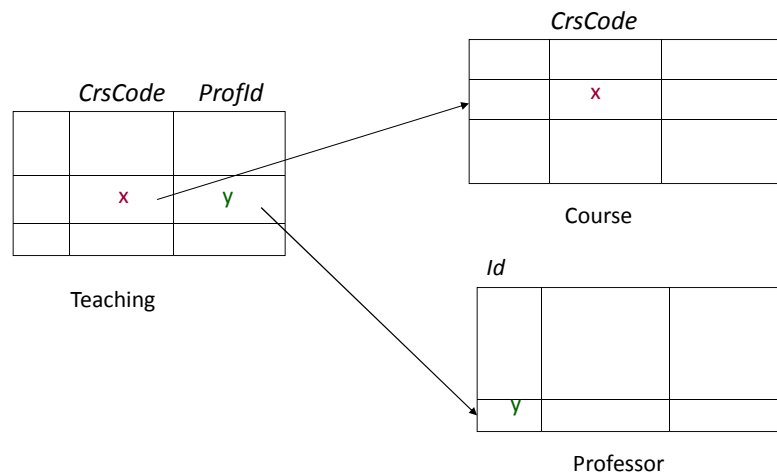 CrsCode ProfId
x y
Teaching
CrsCode
x
Course
Id
y
Professor